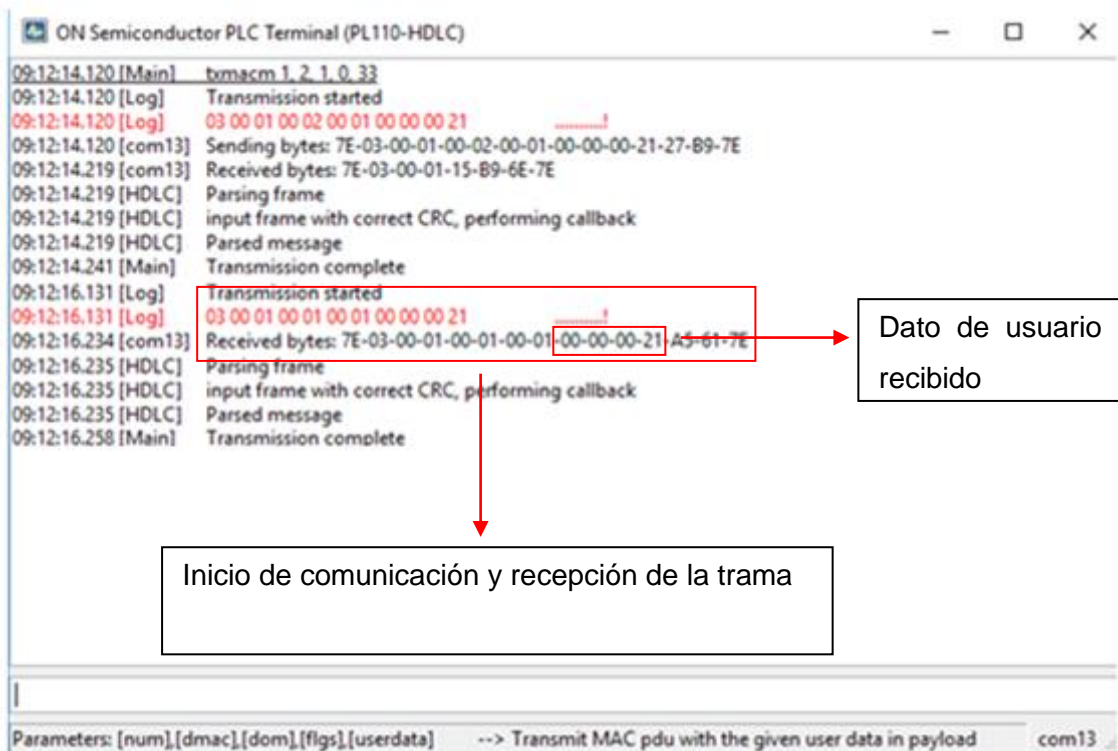 ON Semiconductor PLC Terminal (PL110-HDLC)
09:12:14.120 [Main] txmacm 1, 2, 1, 0, 33
09:12:14.120 [Log] Transmission started
09:12:14.120 [Log] 03 00 01 00 02 00 01 00 00 00 21 ...........!
09:12:14.120 [com13] Sending bytes: 7E-03-00-01-00-02-00-01-00-00-00-21-27-B9-7E
09:12:14.219 [com13] Received bytes: 7E-03-00-01-15-B9-6E-7E
09:12:14.219 [HDLC] Parsing frame
09:12:14.219 [HDLC] input frame with correct CRC, performing callback
09:12:14.219 [HDLC] Parsed message
09:12:14.241 [Main] Transmission complete
09:12:16.131 [Log] Transmission started
09:12:16.131 [Log] 03 00 01 00 01 00 01 00 00 00 21 ...........!
09:12:16.234 [com13] Received bytes: 7E-03-00-01-00-01-00-01-00-00-00-21-A5-61-7E
09:12:16.235 [HDLC] Parsing frame
09:12:16.235 [HDLC] input frame with correct CRC, performing callback
09:12:16.235 [HDLC] Parsed message
09:12:16.258 [Main] Transmission complete
Dato de usuario
recibido
Inicio de comunicación y recepción de la trama
Parameters: [num],[dmac],[dom],[flgs],[userdata] --> Transmit MAC pdu with the given user data in payload com13